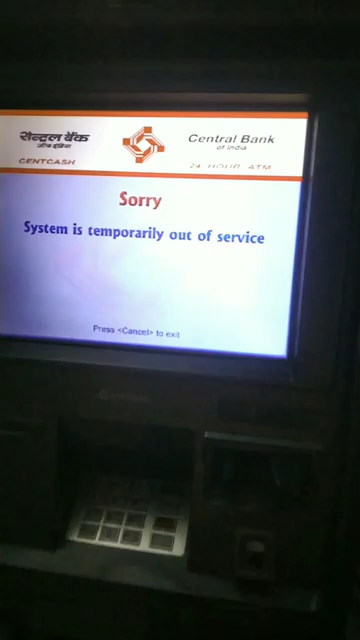 सेन्ट्रल बैंक
ऑफ इंडिया
CENTCASH
Central Bank
of India
24 HOUR ATM
Sorry
System is temporarily out of service
Press <Cancel> to exit